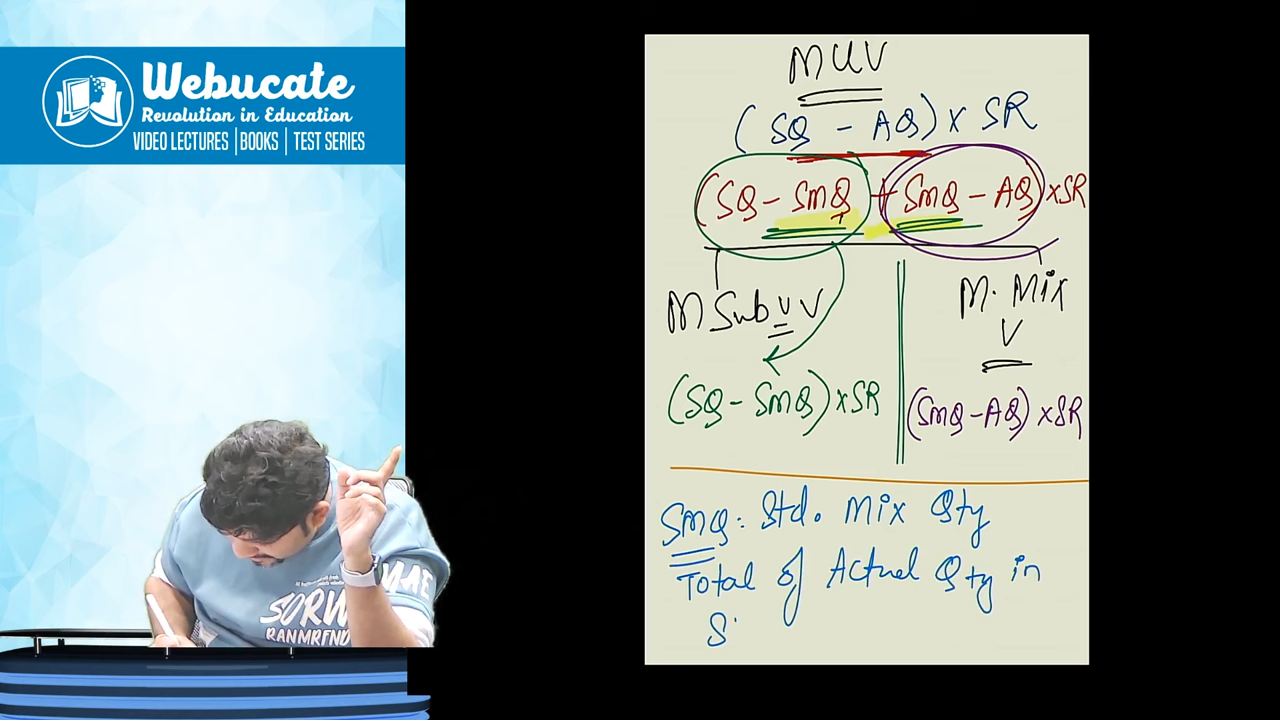 Webucate
Revolution in Education
VIDEO LECTURES | BOOKS | TEST SERIES
MUV
(SQ - AQ) x SR
(SQ - SMQ + SMQ - AQ) x SR
M Sub U V
M. Mix
V
(SQ - SMQ) x SR
(SMQ - AQ) x SR
SMQ: Std. Mix Qty
Total of Actual Qty in
S